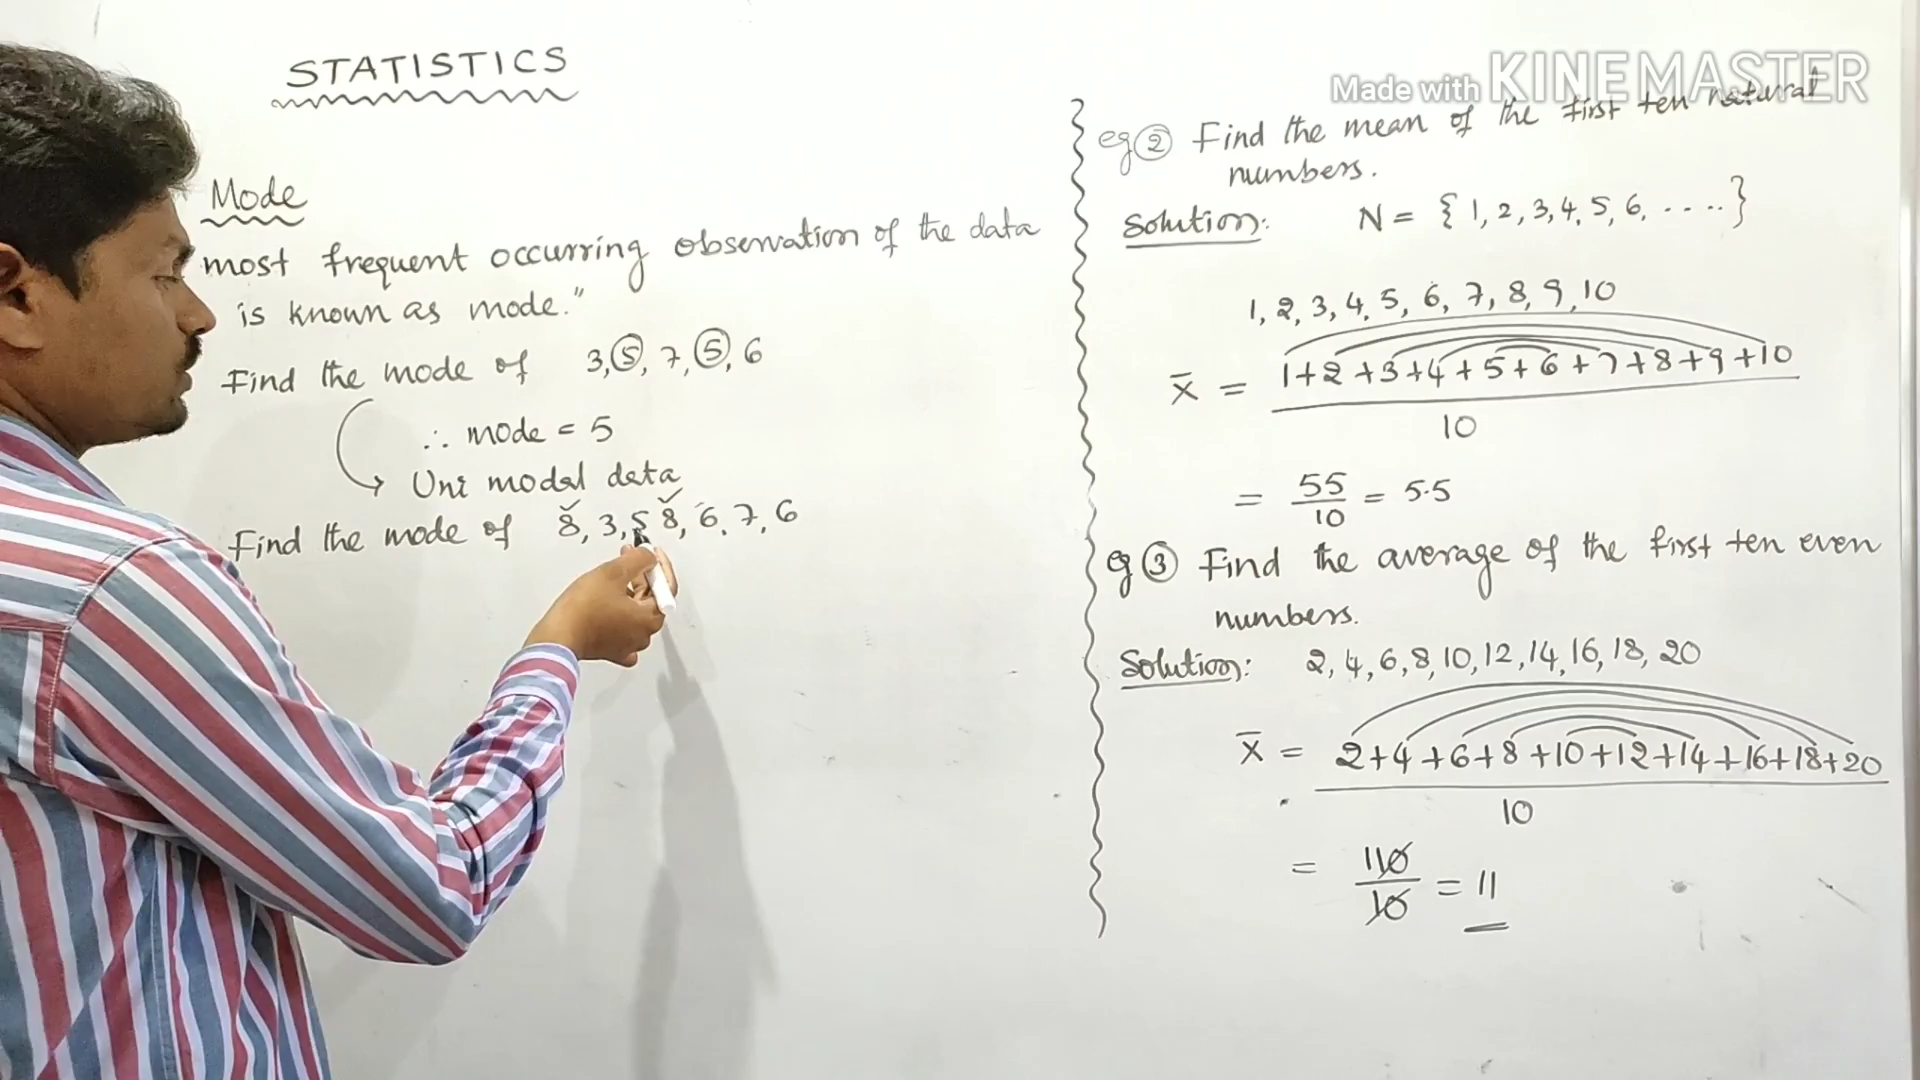 STATISTICS
Mode
most frequent occurring observation of the data
is known as mode."
Find the mode of 3, 5, 7, 5, 6
∴ mode = 5
Uni modal data
Find the mode of 8, 3, 5 8, 6, 7, 6
Made with KINEMASTER
eg ② Find the mean of the first ten natural
numbers.
Solution: N = { 1, 2, 3, 4, 5, 6, ..... }
1, 2, 3, 4, 5, 6, 7, 8, 9, 10
x̄ = 1+2+3+4+5+6+7+8+9+10
10
= 55/10 = 5.5
eg ③ Find the average of the first ten even
numbers.
Solution: 2, 4, 6, 8, 10, 12, 14, 16, 18, 20
x̄ = 2+4+6+8+10+12+14+16+18+20
10
= 110/10 = 11